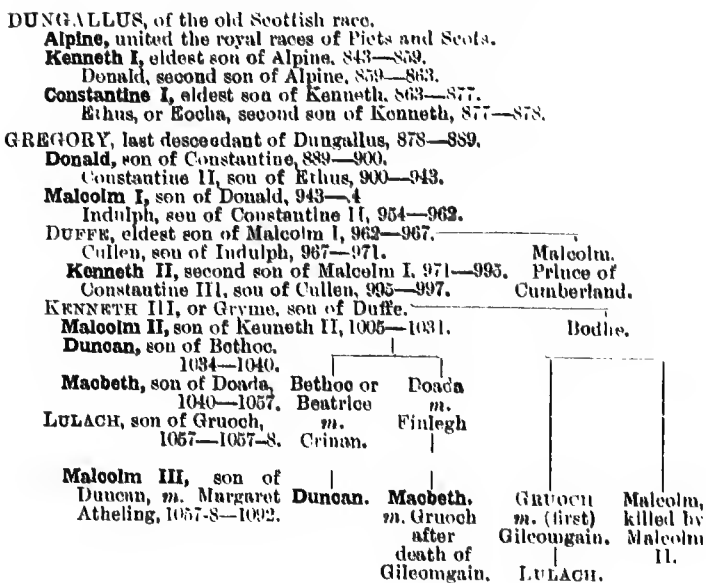 DUNGALLUS, of the old Scottish race.
Alpine, united the royal races of Picts and Scots.
Kenneth I, eldest son of Alpine. 843—859.
Donald, second son of Alpine. 859—863.
Constantine I, eldest son of Kenneth. 863—877.
Ethus, or Eocha, second son of Kenneth, 877—878.
GREGORY, last descendant of Dungallus, 878—889.
Donald, son of Constantine, 889—900.
Constantine II, son of Ethus, 900—943.
Malcolm I, son of Donald, 943—
Indulph, son of Constantine II, 954—962.
DUFFE, eldest son of Malcolm I, 962—967.
Cullen, son of Indulph, 967—971.
Kenneth II, second son of Malcolm I. 971—995.
Constantine III, son of Cullen, 995—997.
Malcolm.
Prince of
Cumberland.
KENNETH III, or Gryme, son of Duffe.
Malcolm II, son of Kenneth II, 1005—1031.
Bodhe.
Duncan, son of Bothoc.
1034—1040.
Macbeth, son of Doada,
1040—1057.
LULACH, son of Gruoch,
1057—1057-8.
Bethoc or
Beatrice
m.
Crinan.
Doada
m.
Finlegh
Malcolm III, son of
Duncan, m. Margaret
Atheling, 1057-8—1092.
Duncan.
Macbeth.
m. Gruoch
after
death of
Gilcomgain.
GRUOCH
m. (first)
Gilcomgain.
LULACH.
Malcolm,
killed by
Malcolm
II.